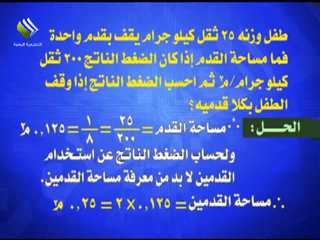 التعليمية اليمنية
طفل وزنه ٢٥ ثقل كيلو جرام يقف بقدم واحدة
فما مساحة القدم إذا كان الضغط الناتج ٢٠٠ ثقل
كيلو جرام/م٢ ثم احسب الضغط الناتج إذا وقف
الطفل بكلا قدميه ؟
الحـــل : ∴ مساحة القدم = ٢٥/٢٠٠ = ١/٨ = ٠,١٢٥ م٢
ولحساب الضغط الناتج عن استخدام
القدمين لا بد من معرفة مساحة القدمين.
∴ مساحة القدمين = ٠,١٢٥ × ٢ = ٠,٢٥ م٢